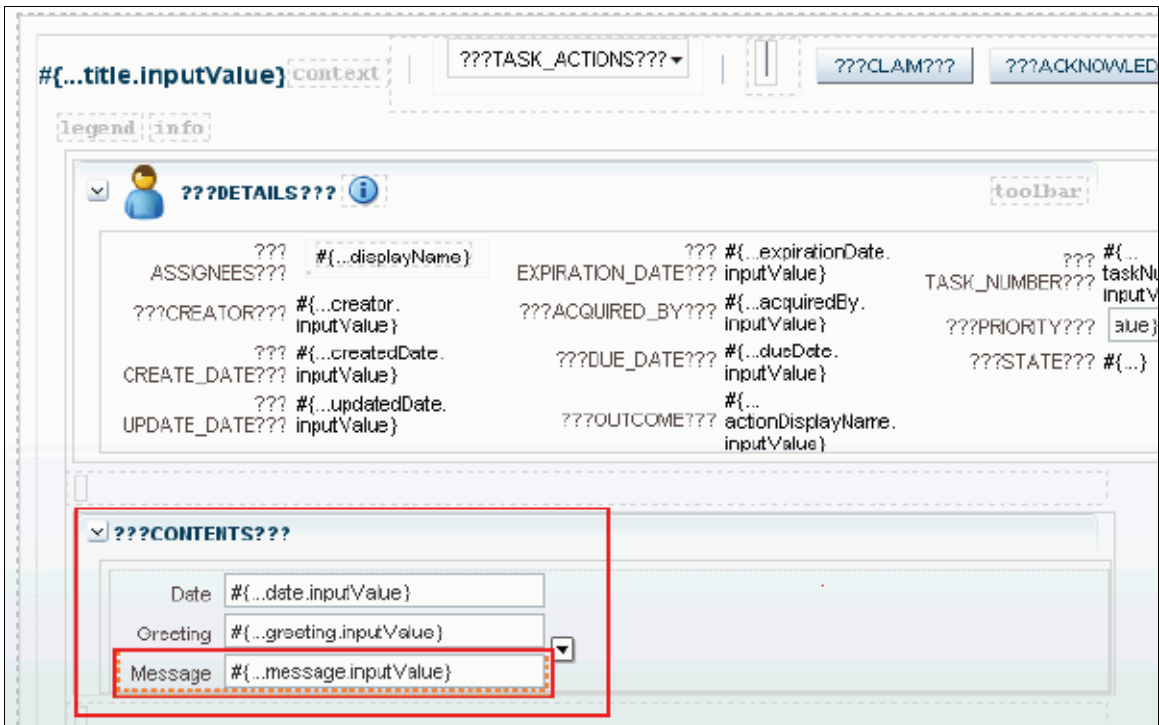 #{...title.inputValue} context ???TASK_ACTIONS??? ???CLAIM??? ???ACKNOWLED
legend info
???DETAILS??? toolbar
??? ASSIGNEES??? #{...displayName}
??? EXPIRATION_DATE??? #{...expirationDate.
inputValue}
??? TASK_NUMBER??? #{...
taskNu
inputV
???CREATOR??? #{...creator.
inputValue}
???ACQUIRED_BY??? #{...acquiredBy.
inputValue}
???PRIORITY??? alue}
??? CREATE_DATE??? #{...createdDate.
inputValue}
???DUE_DATE??? #{...dueDate.
inputValue}
???STATE??? #{...}
??? UPDATE_DATE??? #{...updatedDate.
inputValue}
???OUTCOME??? #{...
actionDisplayName.
inputValue}
???CONTENTS???
Date #{...date.inputValue}
Greeting #{...greeting.inputValue}
Message #{...message.inputValue}